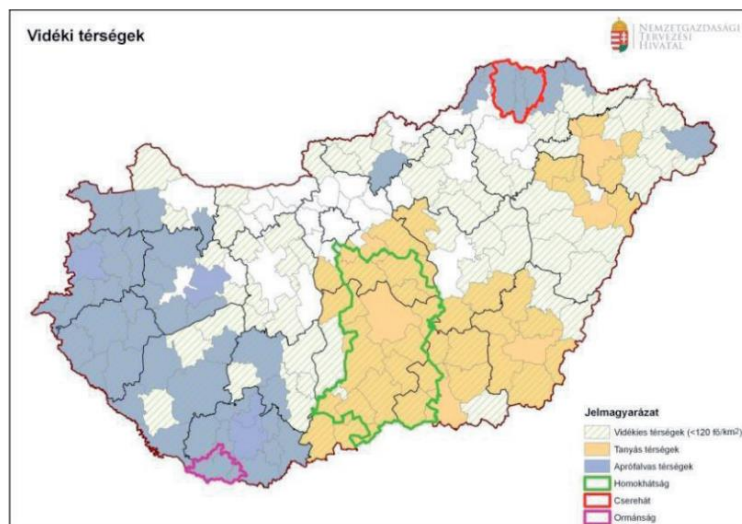 Vidéki térségek
NEMZETGAZDASÁGI
TERVEZÉSI
HIVATAL
Jelmagyarázat
Vidékies térségek (<120 fő/km2)
Tanyás térségek
Aprófalvas térségek
Homokhátság
Cserehát
Ormánság